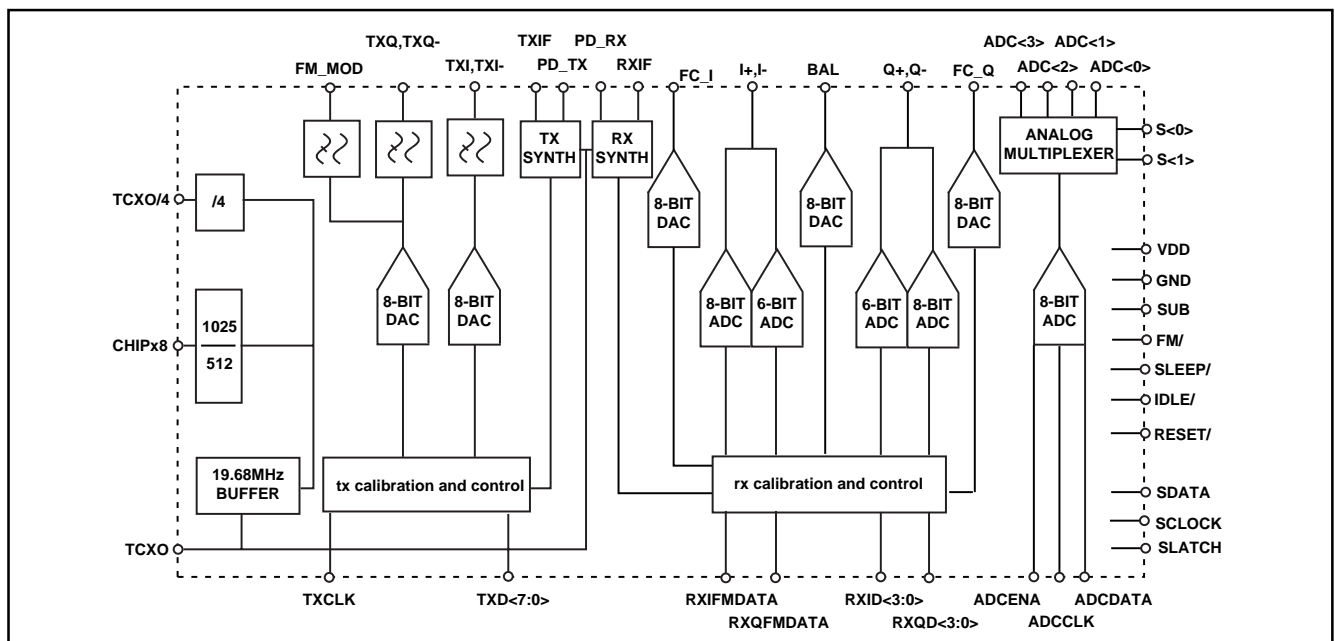 TXQ,TXQ-
TXIF
PD_RX
ADC<3>
ADC<1>
FM_MOD
TXI,TXI-
PD_TX
RXIF
FC_I
I+,I-
BAL
Q+,Q-
FC_Q
ADC<2>
ADC<0>
TX
SYNTH
RX
SYNTH
ANALOG
MULTIPLEXER
S<0>
S<1>
TCXO/4
/4
8-BIT
DAC
8-BIT
DAC
8-BIT
DAC
VDD
GND
SUB
FM/
SLEEP/
IDLE/
RESET/
8-BIT
DAC
8-BIT
DAC
8-BIT
ADC
6-BIT
ADC
6-BIT
ADC
8-BIT
ADC
8-BIT
ADC
CHIPx8
1025
512
19.68MHz
BUFFER
tx calibration and control
rx calibration and control
SDATA
SCLOCK
SLATCH
TCXO
TXCLK
TXD<7:0>
RXIFMDATA
RXQFMDATA
RXID<3:0>
RXQD<3:0>
ADCENA
ADCCLK
ADCDATA